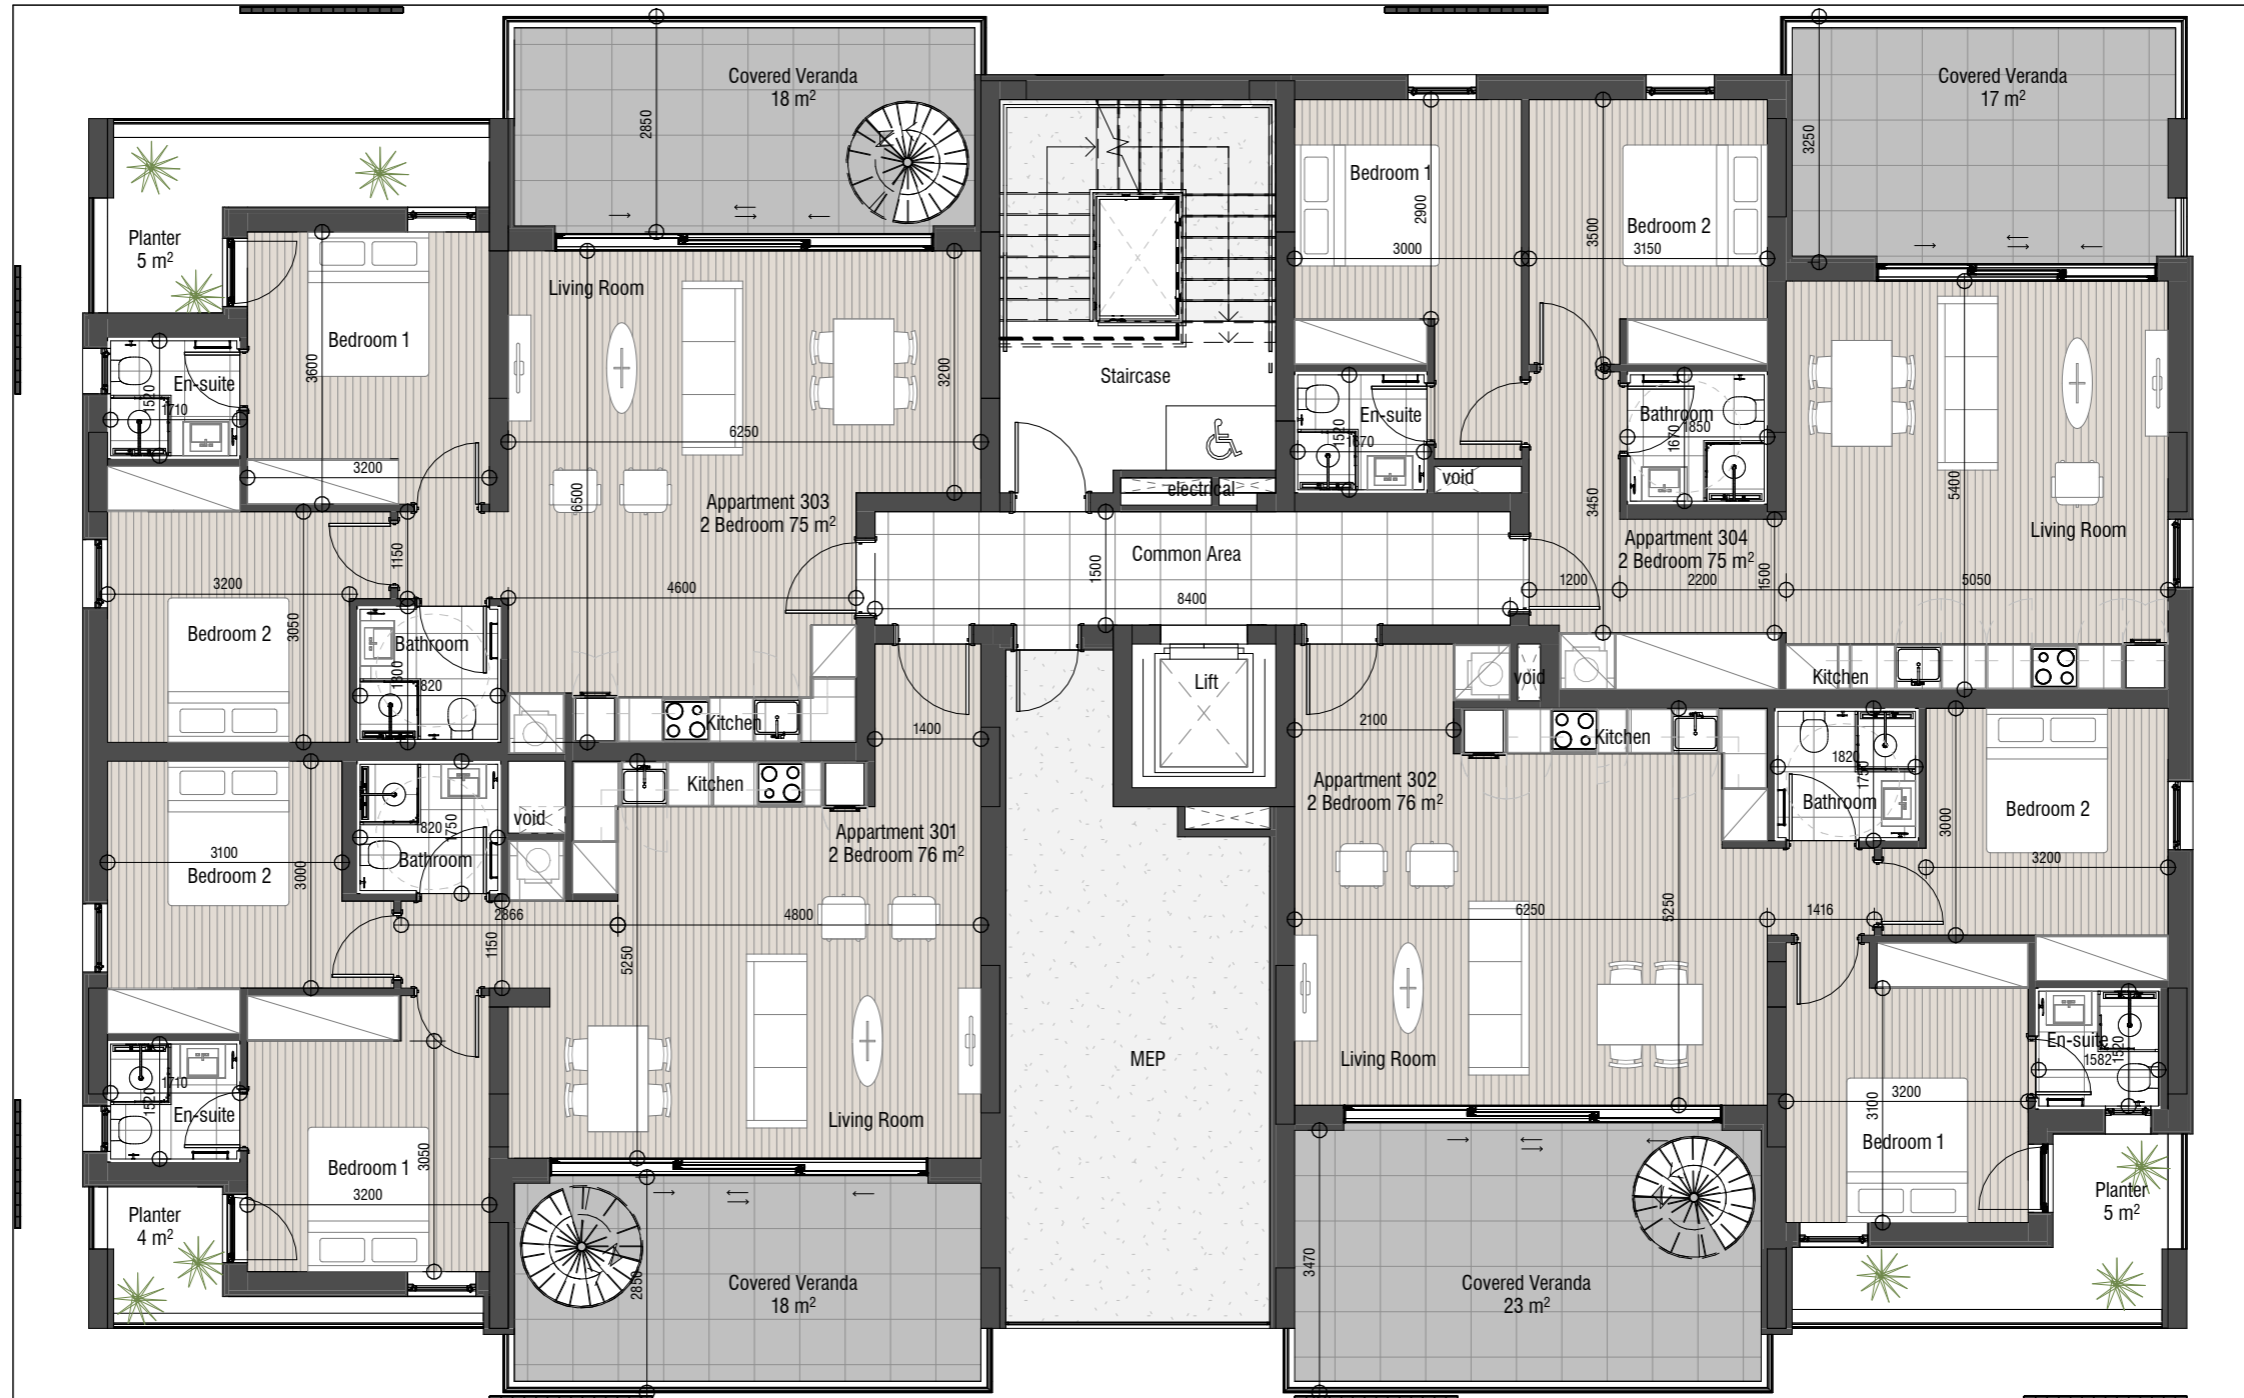 Covered Veranda
18 m²
2850
Covered Veranda
17 m²
3250
Planter
5 m²
Bedroom 1
3600
3200
En-suite
1520
1710
Living Room
6250
3200
6500
Appartment 303
2 Bedroom 75 m²
4600
1150
Bedroom 2
3200
3050
Bathroom
1800
1820
Kitchen
Staircase
electrical
Common Area
1500
8400
Lift
MEP
Bedroom 1
2900
3000
En-suite
1520
1670
void
Bedroom 2
3500
3150
Bathroom
1850
1670
3450
Appartment 304
2 Bedroom 75 m²
1200
2200
1500
5400
Living Room
5050
Kitchen
void
Bedroom 2
3100
3000
Bathroom
1820
1750
void
Kitchen
1400
Appartment 301
2 Bedroom 76 m²
2866
4800
1150
5250
En-suite
1710
1520
Bedroom 1
3050
3200
Living Room
Planter
4 m²
Covered Veranda
18 m²
2850
2100
Appartment 302
2 Bedroom 76 m²
Kitchen
6250
5250
1416
Living Room
Bathroom
1820
1750
Bedroom 2
3000
3200
En-suite
1582
1520
Bedroom 1
3100
3200
Planter
5 m²
Covered Veranda
23 m²
3470